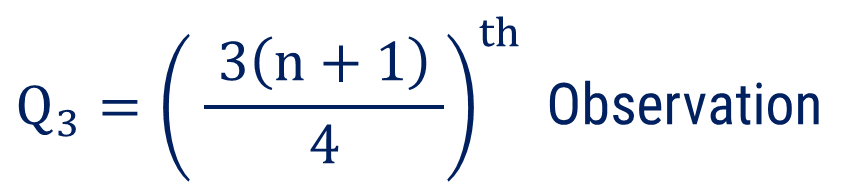 Q₃ = ( 3(n + 1) / 4 )ᵗʰ Observation